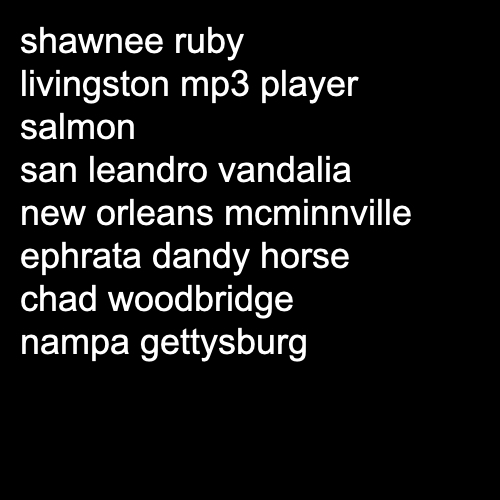 shawnee ruby
livingston mp3 player
salmon
san leandro vandalia
new orleans mcminnville
ephrata dandy horse
chad woodbridge
nampa gettysburg